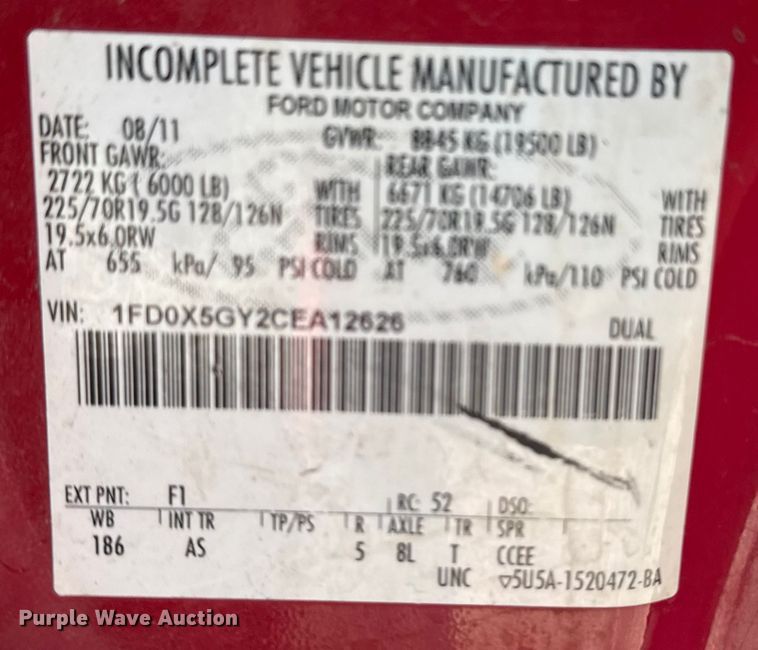 INCOMPLETE VEHICLE MANUFACTURED BY
FORD MOTOR COMPANY
DATE: 08/11 GVWR: 8845 KG (19500 LB)
FRONT GAWR: REAR GAWR:
2722 KG ( 6000 LB) WITH 6671 KG (14706 LB) WITH
225/70R19.5G 128/126N TIRES 225/70R19.5G 128/126N TIRES
19.5x6.0RW RIMS 19.5x6.0RW RIMS
AT 655 kPa/ 95 PSI COLD AT 760 kPa/110 PSI COLD
VIN: 1FD0X5GY2CEA12626 DUAL
EXT PNT: F1 RC: 52 DSO:
WB INT TR TP/PS R AXLE TR SPR
186 AS 5 8L T CCEE
UNC ▽5U5A-1520472-BA
Purple Wave Auction